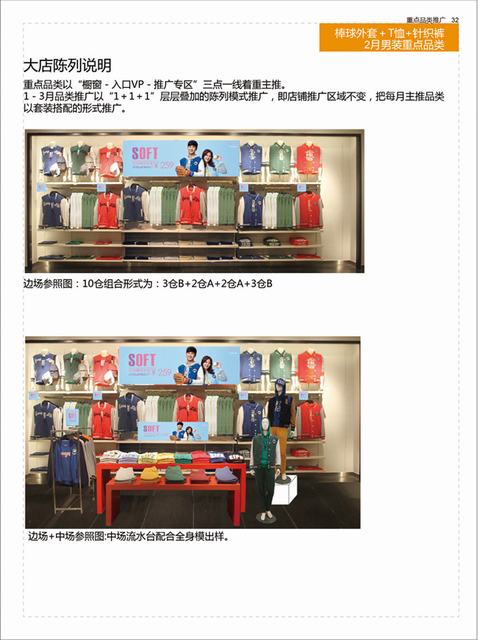 重点品类推广 32
棒球外套+T恤+针织裤
2月男装重点品类
大店陈列说明
重点品类以“橱窗－入口VP－推广专区”三点一线着重主推。
1－3月品类推广以“1+1+1”层层叠加的陈列模式推广，即店铺推广区域不变，把每月主推品类
以套装搭配的形式推广。
SOFT
¥259
边场参照图：10仓组合形式为：3仓B+2仓A+2仓A+3仓B
SOFT
¥259
边场+中场参照图:中场流水台配合全身模出样。